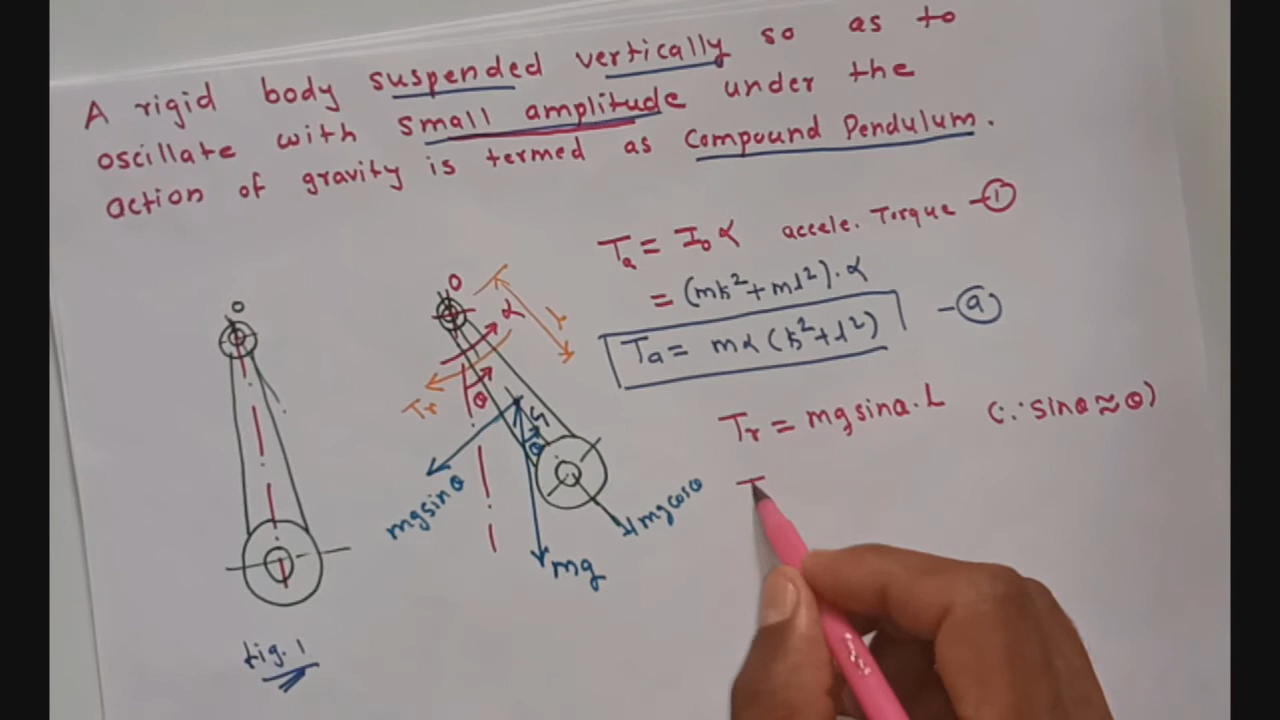 A rigid body suspended vertically so as to
oscillate with small amplitude under the
action of gravity is termed as Compound Pendulum.
Ta = I₀α accele. Torque -①
= (mk²+ml²).α
Ta = mα(k²+l²) -ⓐ
Tr = mg sinθ.L (∵ sinθ≈θ)
T
O
O
α
l
Tr
θ
G
θ
mg sinθ
mg cosθ
mg
fig. 1